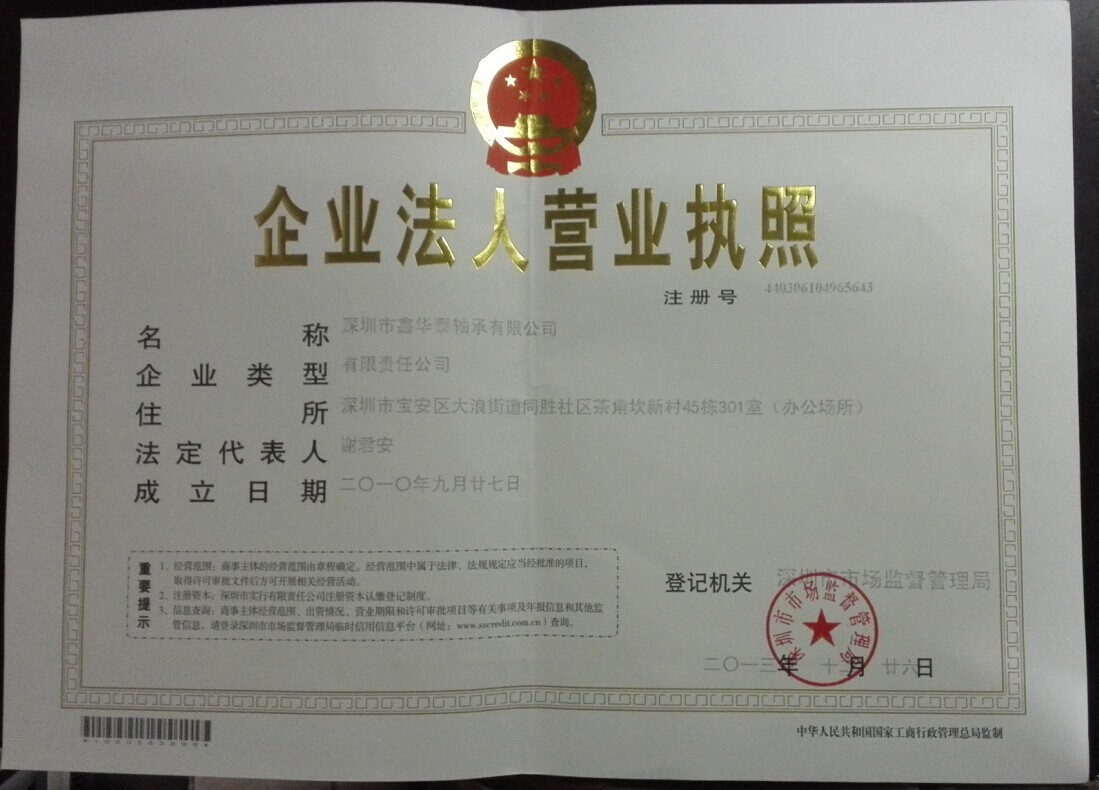 企业法人营业执照
注册号 440306104965643
名称 深圳市鑫华泰轴承有限公司
企业类型 有限责任公司
住所 深圳市宝安区大浪街道同胜社区茶角坎新村45栋301室（办公场所）
法定代表人 谢君安
成立日期 二〇一〇年九月廿七日
重要提示
1、经营范围：商事主体的经营范围由章程确定。经营范围中属于法律、法规规定应当经批准的项目，
取得许可审批文件后方可开展相关经营活动。
2、注册资本：深圳市实行有限责任公司注册资本认缴登记制度。
3、信息查询：商事主体经营范围、出资情况、营业期限和许可审批项目等有关事项及年报信息和其他监
管信息，请登录深圳市市场监督管理局临时信用信息平台（网址：www.szcredit.com.cn）查询。
登记机关 深圳市市场监督管理局
深圳市市场监督管理局
二〇一三年 十二月 廿六日
中华人民共和国国家工商行政管理总局监制